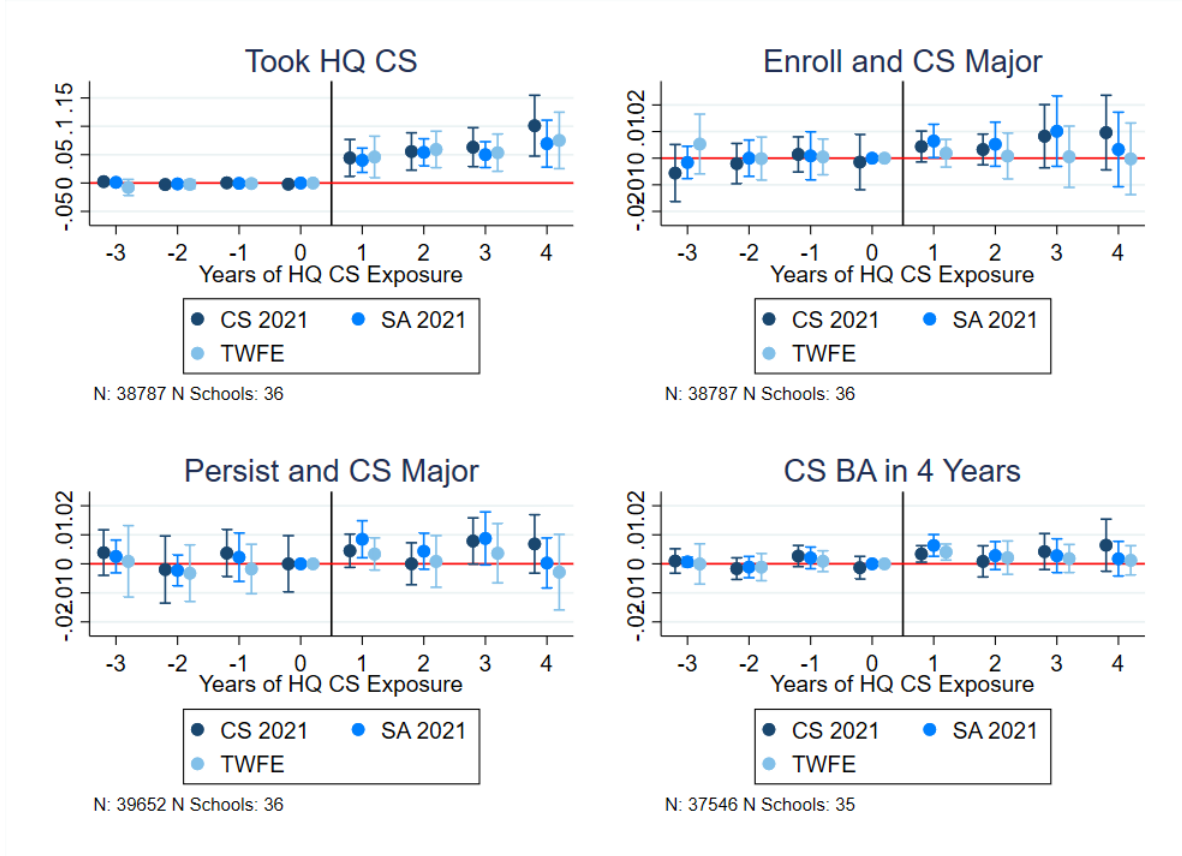 Took HQ CS
-.05 0 .05 .1 .15
-3 -2 -1 0 1 2 3 4
Years of HQ CS Exposure
CS 2021 SA 2021
TWFE
N: 38787 N Schools: 36
Enroll and CS Major
-.02 -.01 0 .01 .02
-3 -2 -1 0 1 2 3 4
Years of HQ CS Exposure
CS 2021 SA 2021
TWFE
N: 38787 N Schools: 36
Persist and CS Major
-.02 -.01 0 .01 .02
-3 -2 -1 0 1 2 3 4
Years of HQ CS Exposure
CS 2021 SA 2021
TWFE
N: 39652 N Schools: 36
CS BA in 4 Years
-.02 -.01 0 .01 .02
-3 -2 -1 0 1 2 3 4
Years of HQ CS Exposure
CS 2021 SA 2021
TWFE
N: 37546 N Schools: 35